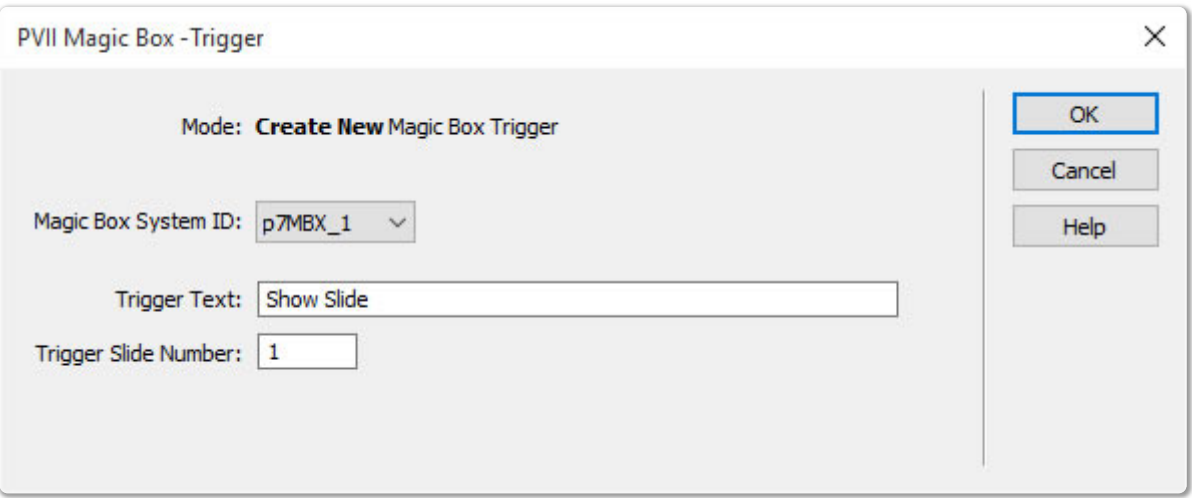 PVII Magic Box -Trigger
Mode: Create New Magic Box Trigger
OK
Cancel
Magic Box System ID: p7MBX_1
Help
Trigger Text: Show Slide
Trigger Slide Number: 1